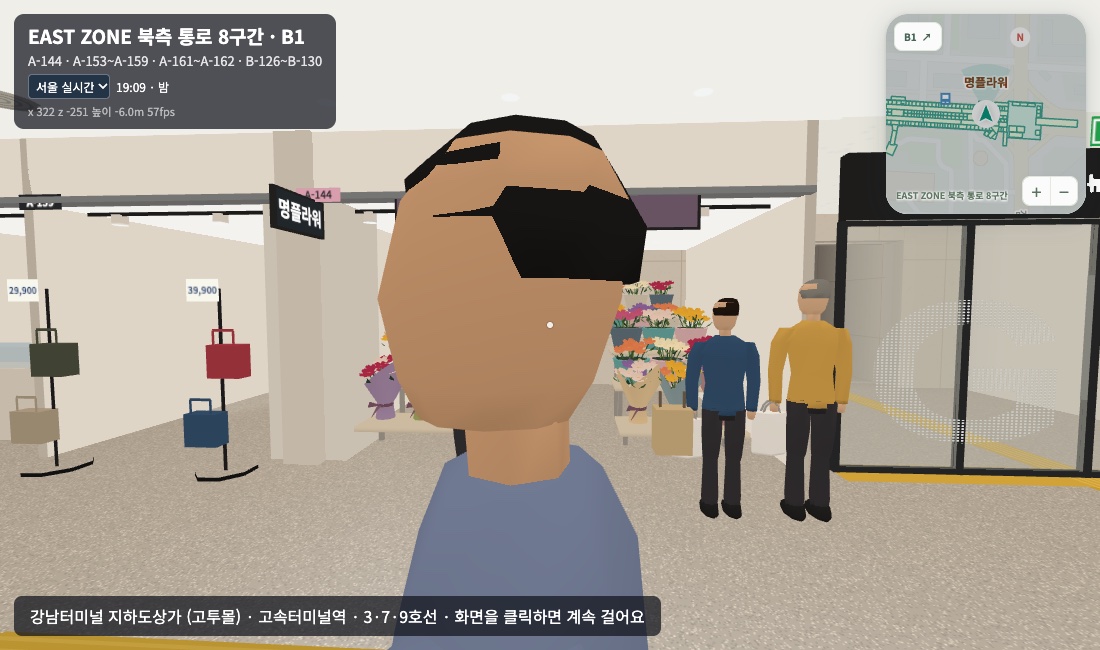 EAST ZONE 북측 통로 8구간 · B1
A-144 · A-153~A-159 · A-161~A-162 · B-126~B-130
서울 실시간 19:09 · 밤
x 322 z -251 높이 -6.0m 57fps
B1 ↗
N
명플라워
EAST ZONE 북측 통로 8구간
+ −
A-144
명플라워
29,900
39,900
강남터미널 지하도상가 (고투몰) · 고속터미널역 · 3·7·9호선 · 화면을 클릭하면 계속 걸어요